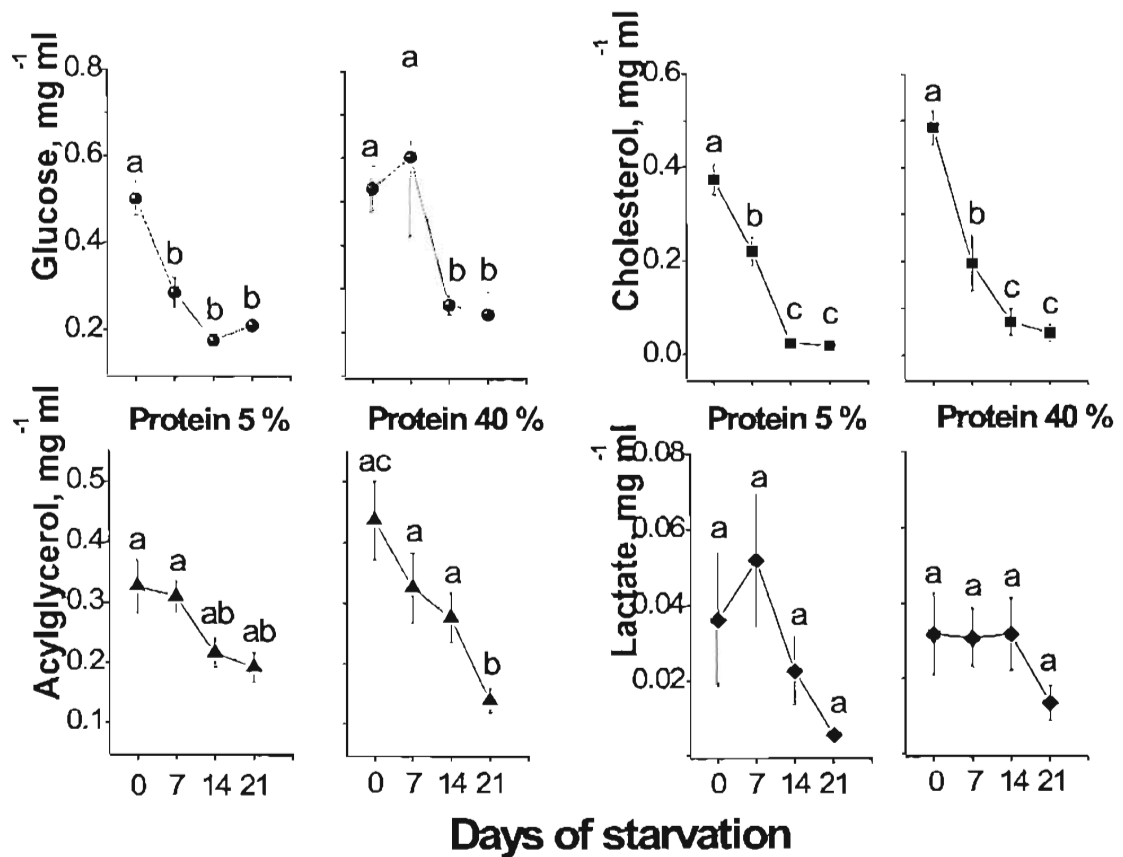 Glucose, mg ml-1
0.8
0.6
0.4
0.2
a
b
b
b
a
a
b
b
Cholesterol, mg ml-1
0.6
0.4
0.2
0.0
a
b
c
c
a
b
c
c
Protein 5 %
Protein 40 %
Protein 5 %
Protein 40 %
Acylglycerol, mg ml-1
0.5
0.4
0.3
0.2
0.1
a
a
ab
ab
ac
a
a
b
Lactate, mg ml-1
0.08
0.06
0.04
0.02
a
a
a
a
a
a
a
a
0 7 14 21
0 7 14 21
0 7 14 21
0 7 14 21
Days of starvation